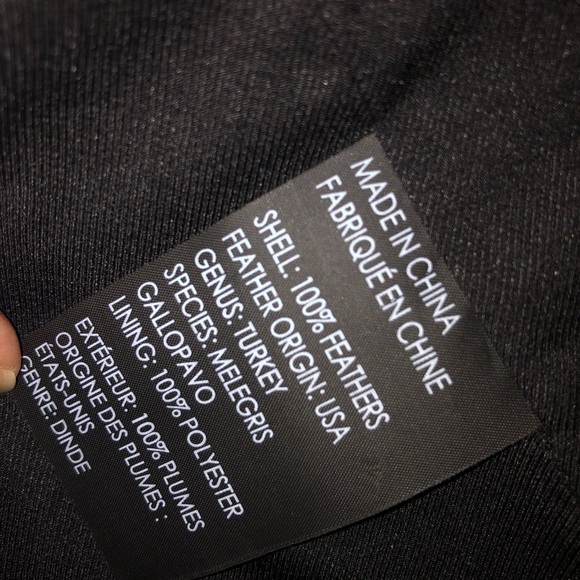 MADE IN CHINA
FABRIQUÉ EN CHINE
SHELL: 100% FEATHERS
FEATHER ORIGIN: USA
GENUS: TURKEY
SPECIES: MELEGRIS
GALLOPAVO
LINING: 100% POLYESTER
EXTÉRIEUR: 100% PLUMES
ORIGINE DES PLUMES :
ÉTATS-UNIS
GENRE: DINDE